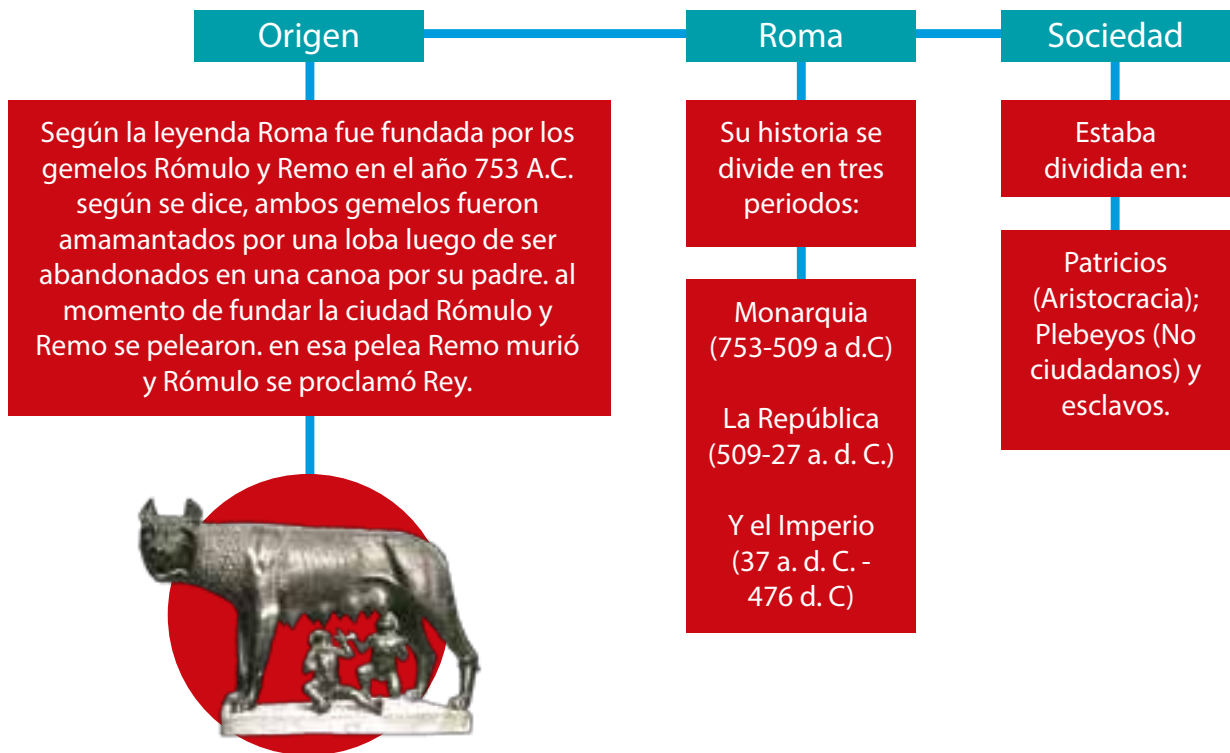 Origen
Según la leyenda Roma fue fundada por los
gemelos Rómulo y Remo en el año 753 A.C.
según se dice, ambos gemelos fueron
amamantados por una loba luego de ser
abandonados en una canoa por su padre. al
momento de fundar la ciudad Rómulo y
Remo se pelearon. en esa pelea Remo murió
y Rómulo se proclamó Rey.
Roma
Su historia se
divide en tres
periodos:
Monarquia
(753-509 a d.C)
La República
(509-27 a. d. C.)
Y el Imperio
(37 a. d. C. -
476 d. C)
Sociedad
Estaba
dividida en:
Patricios
(Aristocracia);
Plebeyos (No
ciudadanos) y
esclavos.